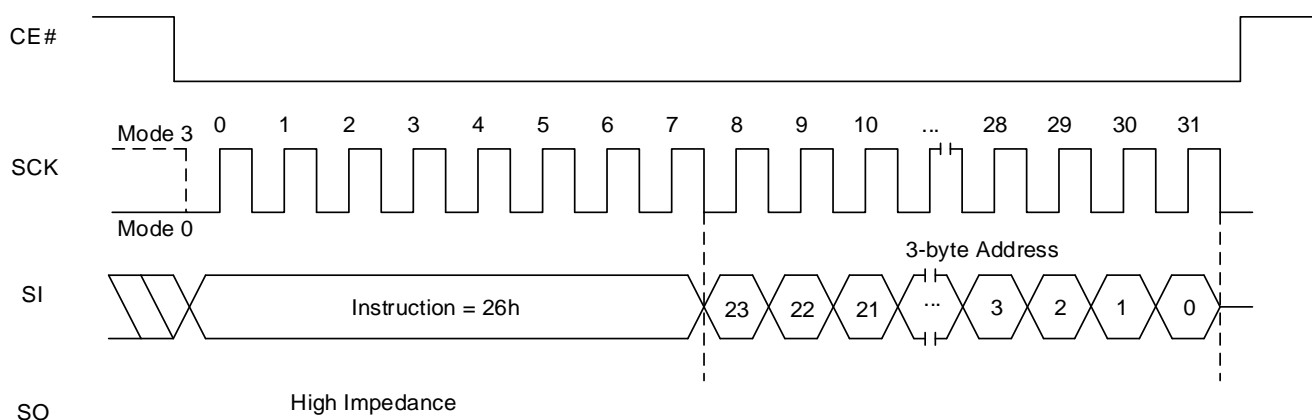 CE#
Mode 3
0 1 2 3 4 5 6 7 8 9 10 ... 28 29 30 31
SCK
Mode 0
3-byte Address
SI
Instruction = 26h
23 22 21 ... 3 2 1 0
High Impedance
SO